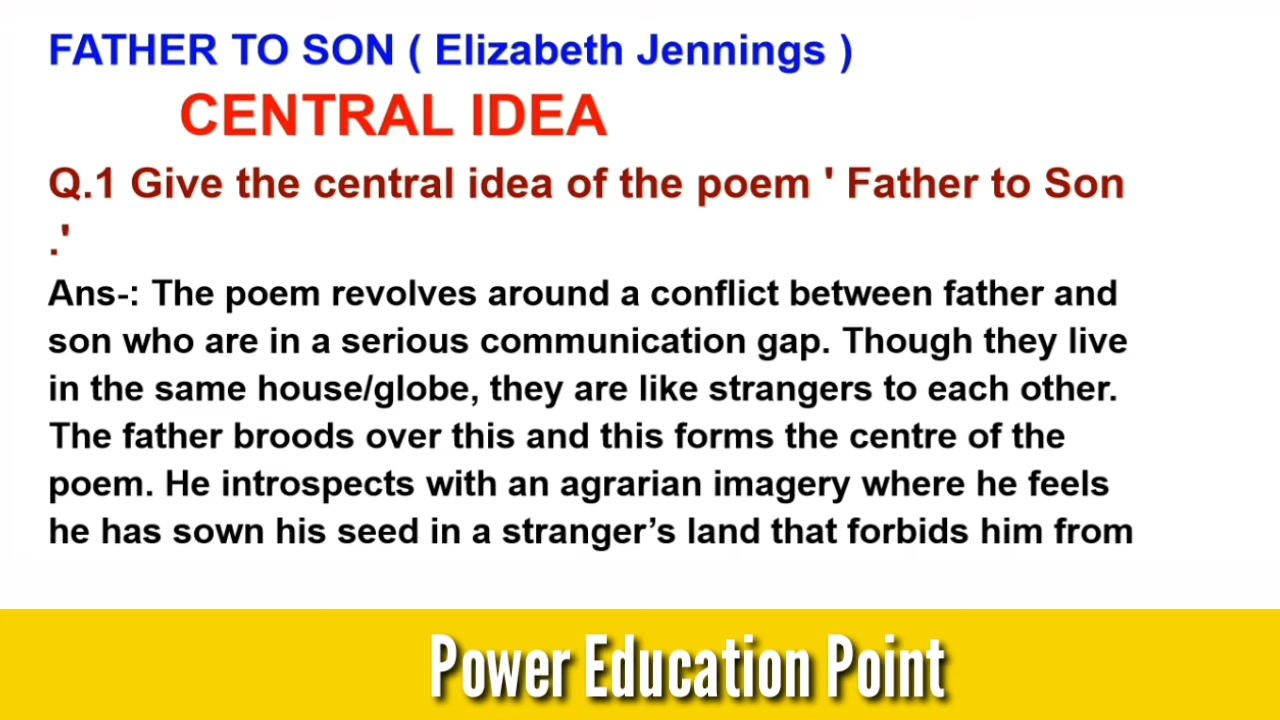 FATHER TO SON ( Elizabeth Jennings )
CENTRAL IDEA
Q.1 Give the central idea of the poem ' Father to Son
.'
Ans-: The poem revolves around a conflict between father and
son who are in a serious communication gap. Though they live
in the same house/globe, they are like strangers to each other.
The father broods over this and this forms the centre of the
poem. He introspects with an agrarian imagery where he feels
he has sown his seed in a stranger’s land that forbids him from
Power Education Point